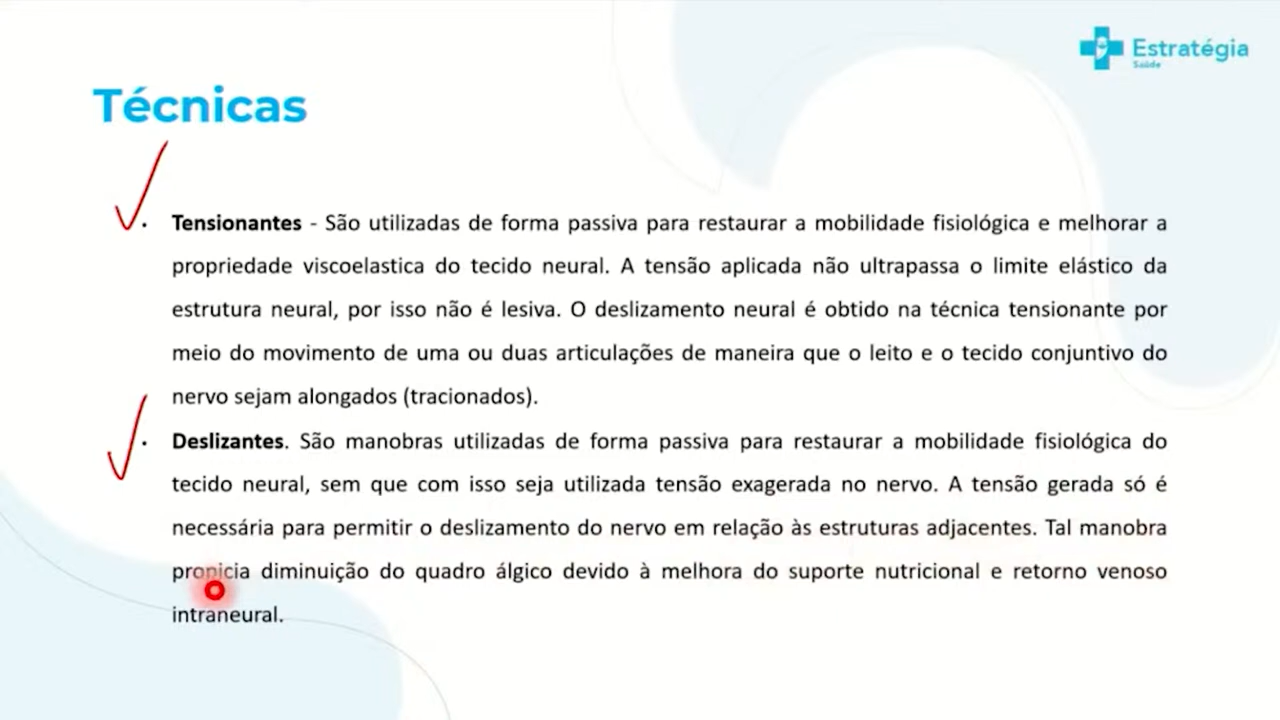 Estratégia
Saúde
Técnicas
• Tensionantes - São utilizadas de forma passiva para restaurar a mobilidade fisiológica e melhorar a
propriedade viscoelastica do tecido neural. A tensão aplicada não ultrapassa o limite elástico da
estrutura neural, por isso não é lesiva. O deslizamento neural é obtido na técnica tensionante por
meio do movimento de uma ou duas articulações de maneira que o leito e o tecido conjuntivo do
nervo sejam alongados (tracionados).
• Deslizantes. São manobras utilizadas de forma passiva para restaurar a mobilidade fisiológica do
tecido neural, sem que com isso seja utilizada tensão exagerada no nervo. A tensão gerada só é
necessária para permitir o deslizamento do nervo em relação às estruturas adjacentes. Tal manobra
propicia diminuição do quadro álgico devido à melhora do suporte nutricional e retorno venoso
intraneural.